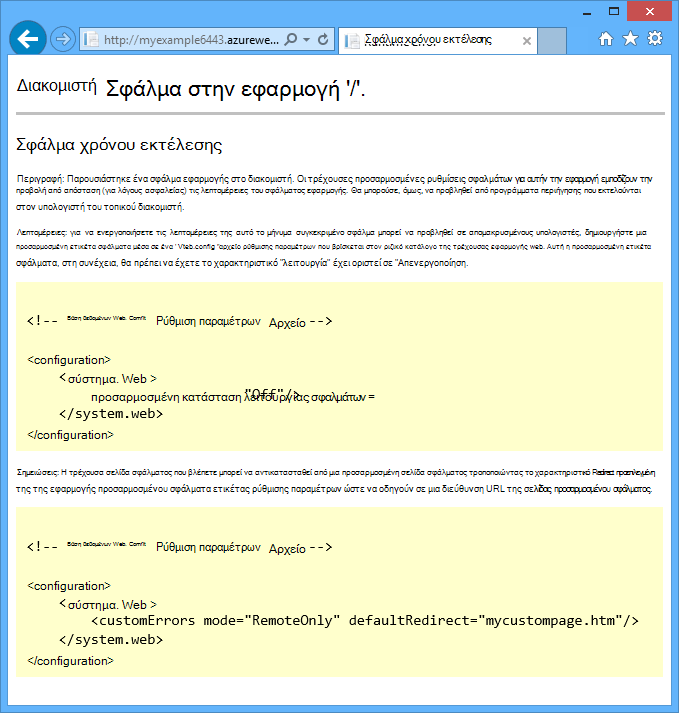 http://myexample6443.azurewe...
Σφάλμα χρόνου εκτέλεσης
Διακομιστή Σφάλμα στην εφαρμογή '/'.
Σφάλμα χρόνου εκτέλεσης
Περιγραφή: Παρουσιάστηκε ένα σφάλμα εφαρμογής στο διακομιστή. Οι τρέχουσες προσαρμοσμένες ρυθμίσεις σφαλμάτων για αυτήν την εφαρμογή εμποδίζουν την
προβολή από απόσταση (για λόγους ασφαλείας) τις λεπτομέρειες του σφάλματος εφαρμογής. Θα μπορούσε, όμως, να προβληθεί από προγράμματα περιήγησης που εκτελούνται
στον υπολογιστή του τοπικού διακομιστή.
Λεπτομέρειες: για να ενεργοποιήσετε τις λεπτομέρειες της αυτό το μήνυμα συγκεκριμένο σφάλμα μπορεί να προβληθεί σε απομακρυσμένους υπολογιστές, δημιουργήστε μια
προσαρμοσμένη ετικέτα σφάλματα μέσα σε ένα " Web.config "αρχείο ρύθμισης παραμέτρων που βρίσκεται στον ριζικό κατάλογο της τρέχουσας εφαρμογής web. Αυτή η προσαρμοσμένη ετικέτα
σφάλματα, στη συνέχεια, θα πρέπει να έχετε το χαρακτηριστικό "λειτουργία" έχει οριστεί σε "Απενεργοποίηση.
<!-- Βάση δεδομένων Web. Config Ρύθμιση παραμέτρων Αρχείο -->
<configuration>
<σύστημα. Web >
προσαρμοσμένη κατάσταση λειτουργίας σφαλμάτων = "Off"/>
</system.web>
</configuration>
Σημειώσεις: Η τρέχουσα σελίδα σφάλματος που βλέπετε μπορεί να αντικατασταθεί από μια προσαρμοσμένη σελίδα σφάλματος τροποποιώντας το χαρακτηριστικό
της της εφαρμογής προσαρμοσμένου σφάλματα ετικέτας ρύθμισης παραμέτρων ώστε να οδηγούν σε μια διεύθυνση URL της σελίδας προσαρμοσμένου σφάλματος.
<!-- Βάση δεδομένων Web. Config Ρύθμιση παραμέτρων Αρχείο -->
<configuration>
<σύστημα. Web >
<customErrors mode="RemoteOnly" defaultRedirect="mycustompage.htm"/>
</system.web>
</configuration>